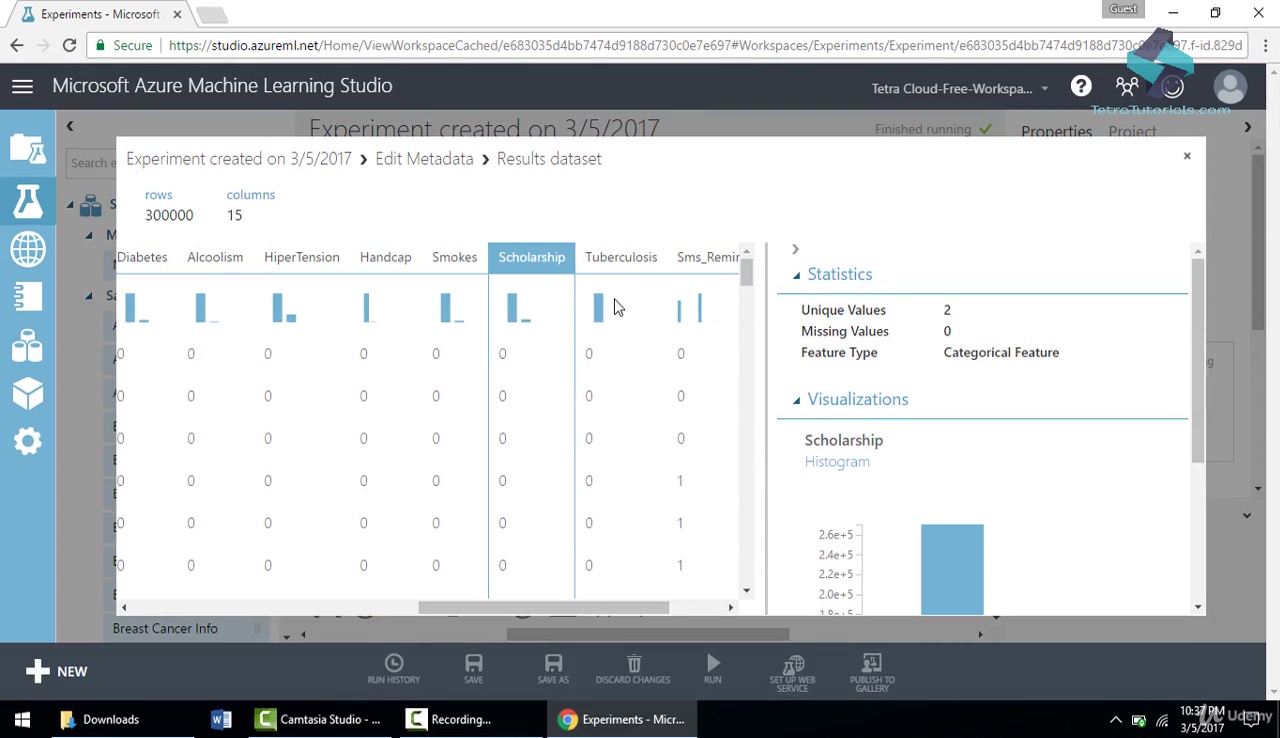 Experiments - Microsoft
Guest
Secure
https://studio.azureml.net/Home/ViewWorkspaceCached/e683035d4bb7474d9188d730c0e7e697#Workspaces/Experiments/Experiment/e683035d4bb7474d9188d730c0e7e697.f-id.829d
Microsoft Azure Machine Learning Studio
Tetra Cloud-Free-Workspa...
TetraTutorials.com
Experiment created on 3/5/2017
Finished running
Properties Project
Search e
Experiment created on 3/5/2017 Edit Metadata Results dataset
rows columns
300000 15
Diabetes Alcoolism HiperTension Handcap Smokes Scholarship Tuberculosis Sms_Remin
0 0 0 0 0 0 0 0
0 0 0 0 0 0 0 0
0 0 0 0 0 0 0 0
0 0 0 0 0 0 0 1
0 0 0 0 0 0 0 1
0 0 0 0 0 0 0 1
Statistics
Unique Values 2
Missing Values 0
Feature Type Categorical Feature
Visualizations
Scholarship
Histogram
2.6e+5
2.4e+5
2.2e+5
2.0e+5
1.8e+5
Breast Cancer Info
NEW
RUN HISTORY
SAVE
SAVE AS
DISCARD CHANGES
RUN
SET UP WEB SERVICE
PUBLISH TO GALLERY
Downloads
Camtasia Studio - ...
Recording...
Experiments - Micr...
10:37 PM
3/5/2017
Udemy